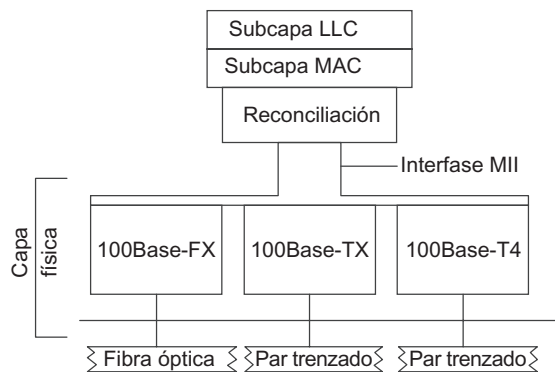 Subcapa LLC
Subcapa MAC
Reconciliación
Interfase MII
Capa
física
100Base-FX
100Base-TX
100Base-T4
Fibra óptica
Par trenzado
Par trenzado